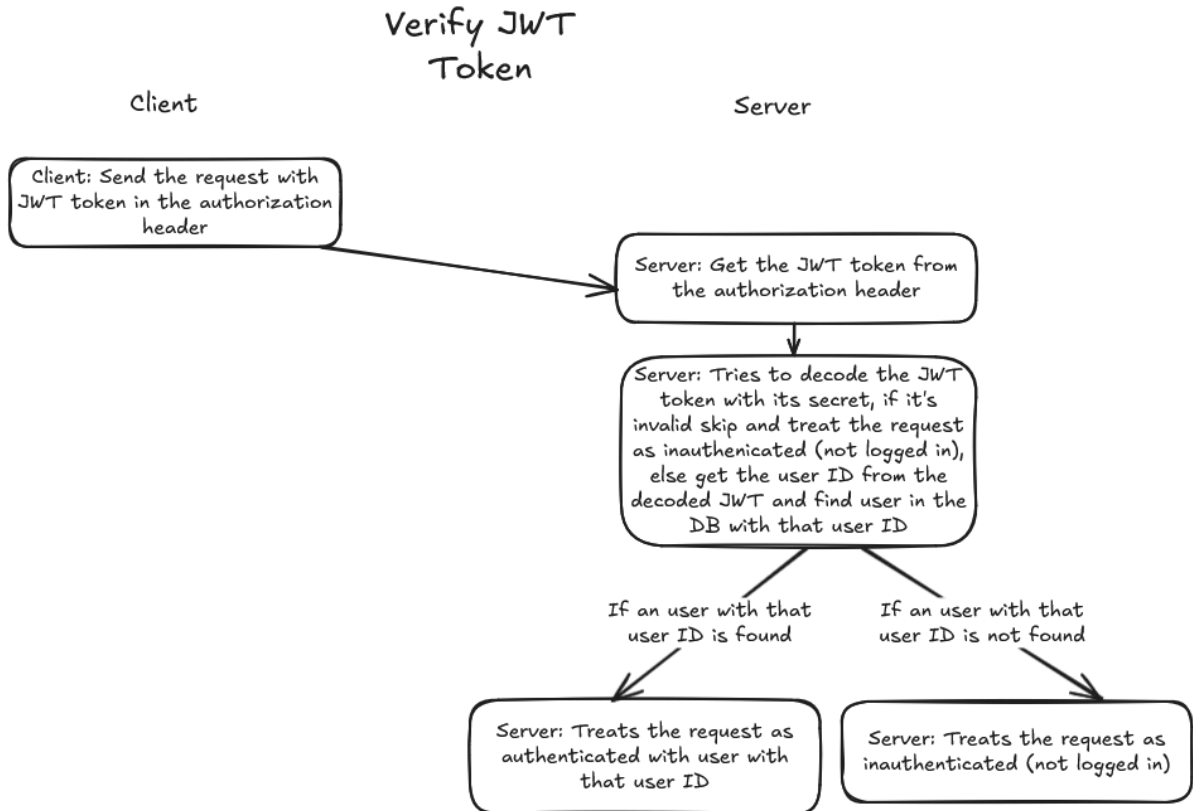 Verify JWT
Token
Client
Server
Client: Send the request with
JWT token in the authorization
header
Server: Get the JWT token from
the authorization header
Server: Tries to decode the JWT
token with its secret, if it's
invalid skip and treat the request
as inauthenicated (not logged in),
else get the user ID from the
decoded JWT and find user in the
DB with that user ID
If an user with that
user ID is found
If an user with that
user ID is not found
Server: Treats the request as
authenticated with user with
that user ID
Server: Treats the request as
inauthenticated (not logged in)